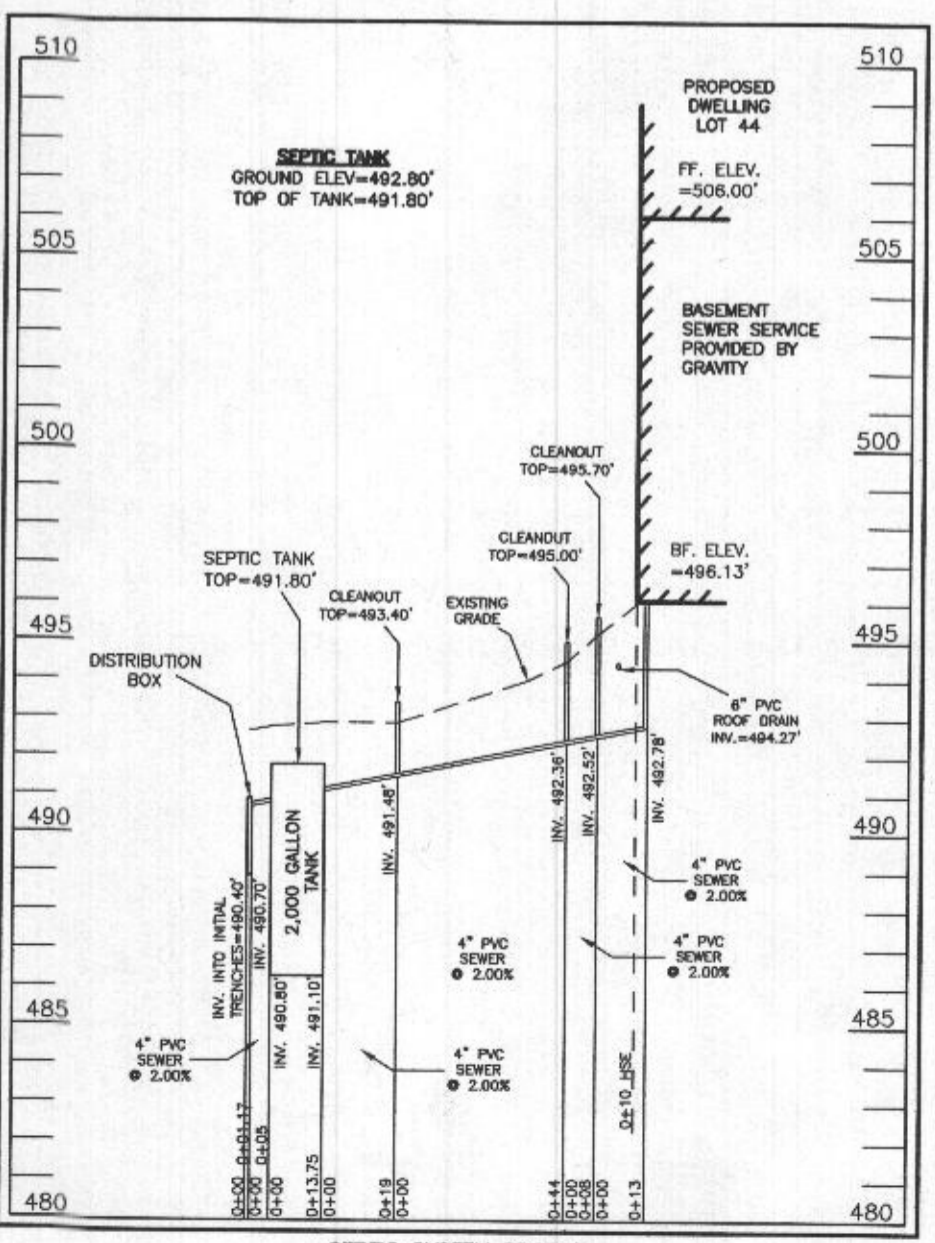 510
510
PROPOSED
DWELLING
LOT 44
SEPTIC TANK
GROUND ELEV=492.80'
TOP OF TANK=491.80'
FF. ELEV.
=506.00'
505
505
BASEMENT
SEWER SERVICE
PROVIDED BY
GRAVITY
500
500
CLEANOUT
TOP=495.70'
CLEANOUT
TOP=495.00'
BF. ELEV.
=496.13'
SEPTIC TANK
TOP=491.80'
CLEANOUT
TOP=493.40'
EXISTING
GRADE
495
495
DISTRIBUTION
BOX
6" PVC
ROOF DRAIN
INV.=494.27'
INV. 491.48'
INV. 492.36'
INV. 492.52'
INV. 492.78'
490
490
2,000 GALLON
TANK
INV. INTO INITIAL
TRENCHES=490.40'
INV. 490.70'
INV. 490.80'
INV. 491.10'
4" PVC
SEWER
@ 2.00%
4" PVC
SEWER
@ 2.00%
4" PVC
SEWER
@ 2.00%
485
485
4" PVC
SEWER
@ 2.00%
4" PVC
SEWER
@ 2.00%
0+10 HSE
480
0+00
0+01.17
0+00
0+05
0+00
0+13.75
0+00
0+19
0+00
0+44
0+00
0+08
0+00
0+13
480